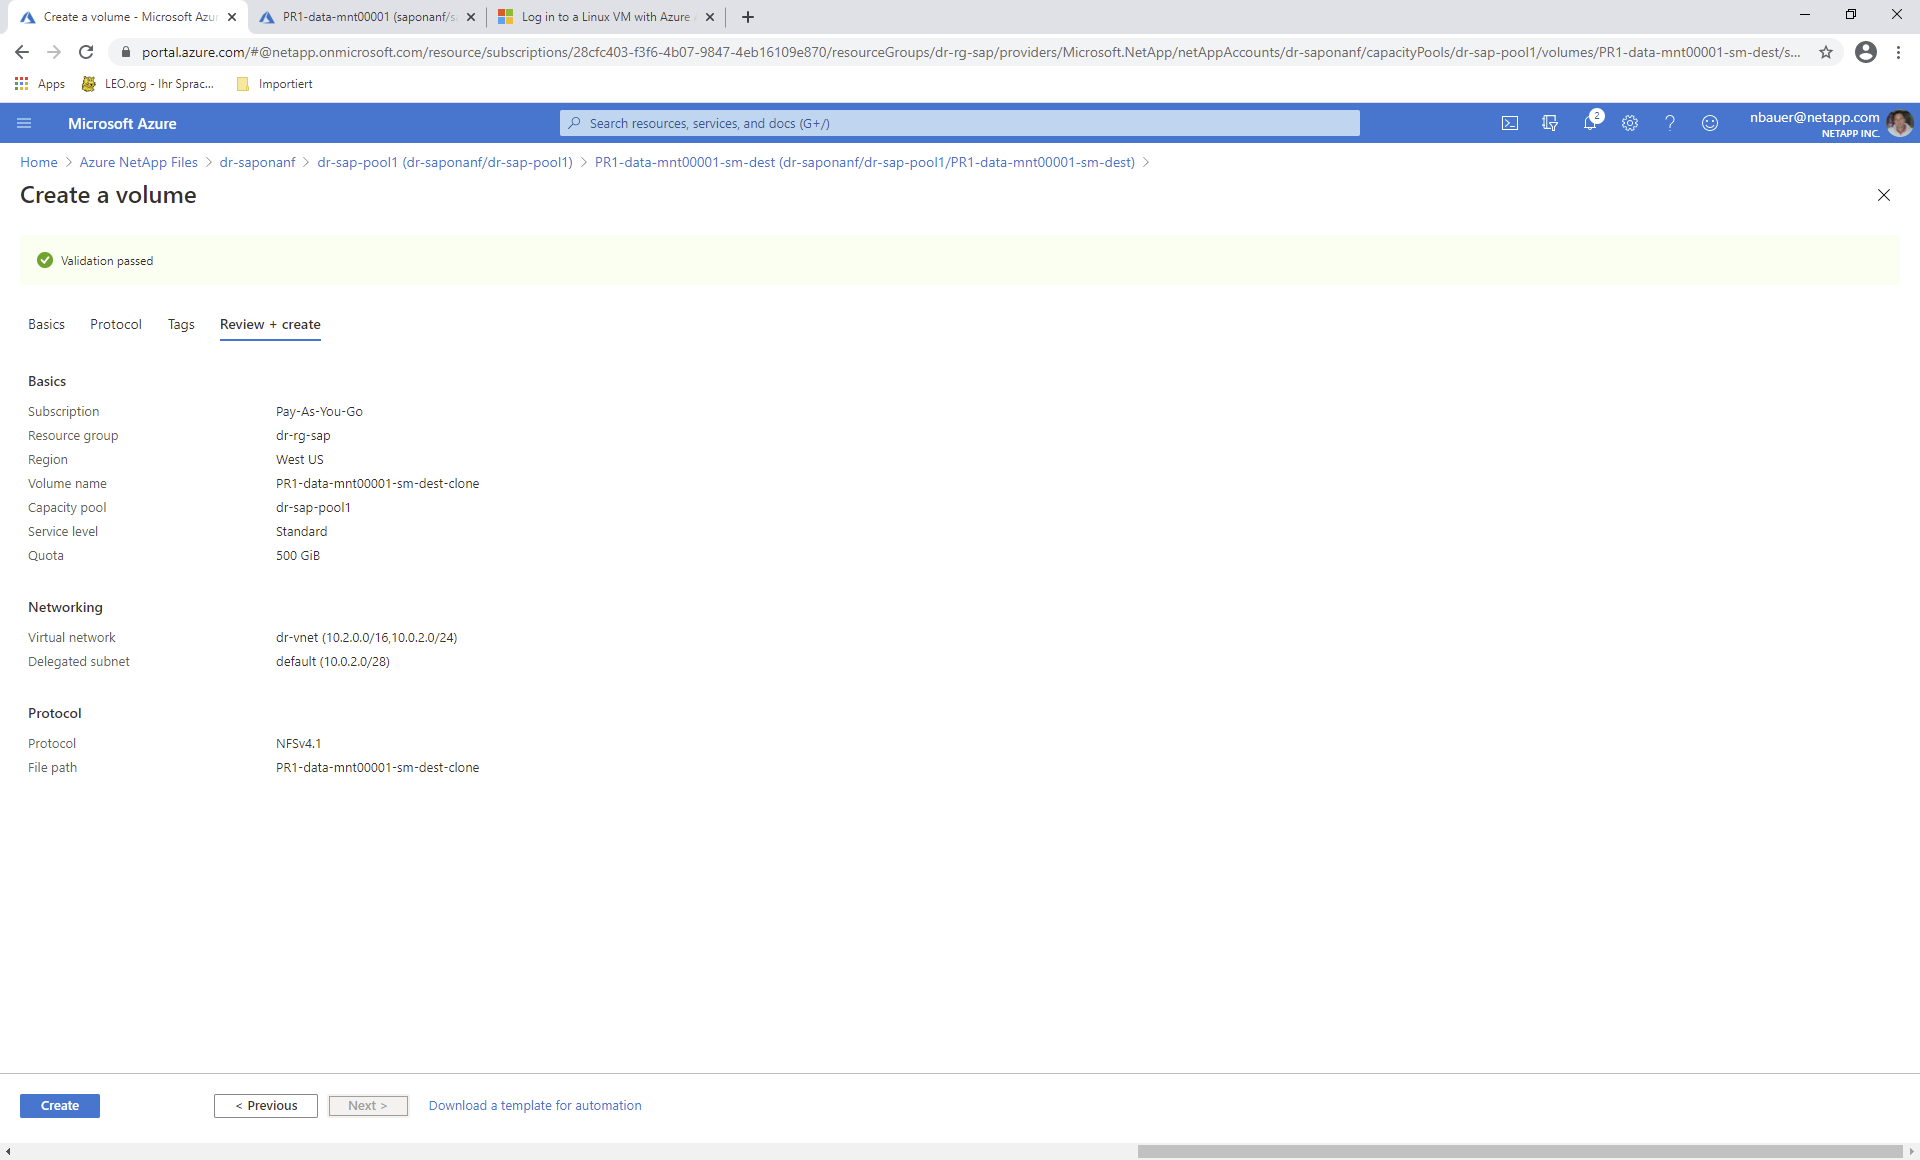 Create a volume - Microsoft Azu
PR1-data-mnt00001 (saponanf/s
Log in to a Linux VM with Azure
portal.azure.com/#@netapp.onmicrosoft.com/resource/subscriptions/28cfc403-f3f6-4b07-9847-4eb16109e870/resourceGroups/dr-rg-sap/providers/Microsoft.NetApp/netAppAccounts/dr-saponanf/capacityPools/dr-sap-pool1/volumes/PR1-data-mnt00001-sm-dest/s...
Apps
LEO.org - Ihr Sprac...
Importiert
Microsoft Azure
Search resources, services, and docs (G+/)
2
nbauer@netapp.com
NETAPP INC.
Home > Azure NetApp Files > dr-saponanf > dr-sap-pool1 (dr-saponanf/dr-sap-pool1) > PR1-data-mnt00001-sm-dest (dr-saponanf/dr-sap-pool1/PR1-data-mnt00001-sm-dest) >
Create a volume
Validation passed
Basics Protocol Tags Review + create
Basics
Subscription Pay-As-You-Go
Resource group dr-rg-sap
Region West US
Volume name PR1-data-mnt00001-sm-dest-clone
Capacity pool dr-sap-pool1
Service level Standard
Quota 500 GiB
Networking
Virtual network dr-vnet (10.2.0.0/16,10.0.2.0/24)
Delegated subnet default (10.0.2.0/28)
Protocol
Protocol NFSv4.1
File path PR1-data-mnt00001-sm-dest-clone
Create
< Previous
Next >
Download a template for automation